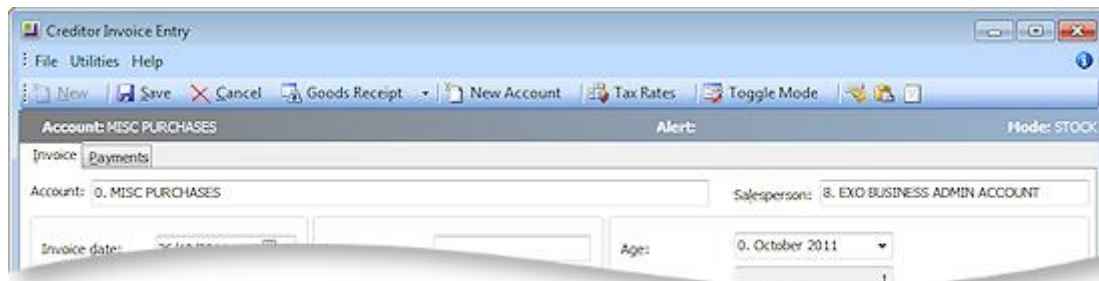 Creditor Invoice Entry
File Utilities Help
New Save Cancel Goods Receipt New Account Tax Rates Toggle Mode
Account: MISC PURCHASES Alert: Mode: STOCK
Invoice Payments
Account: 0. MISC PURCHASES Salesperson: 8. EXO BUSINESS ADMIN ACCOUNT
Invoice date: Age: 0. October 2011
1